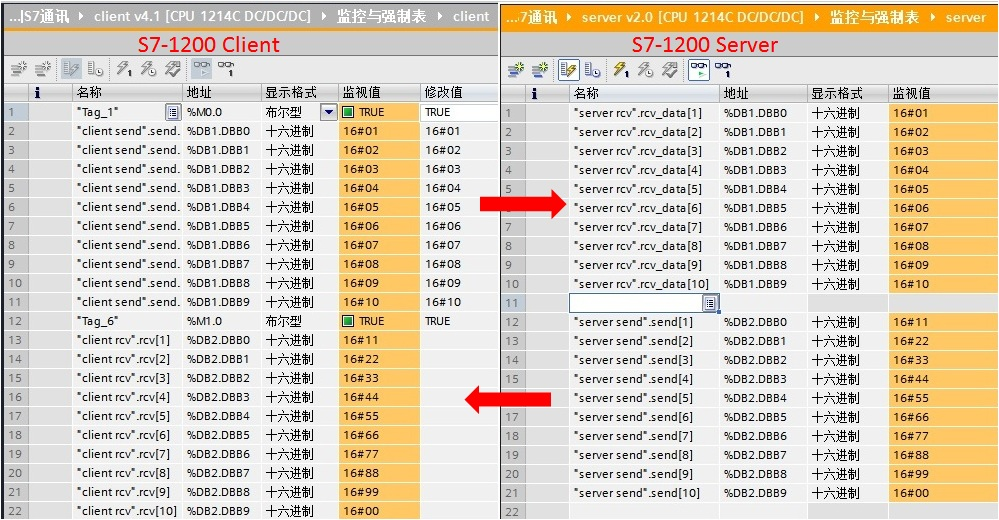 ...JS7通讯 ▸ client v4.1 [CPU 1214C DC/DC/DC] ▸ 监控与强制表 ▸ client
S7-1200 Client
i 名称 地址 显示格式 监视值 修改值
1 "Tag_1" %M0.0 布尔型 TRUE TRUE
2 "client send".send. %DB1.DBB0 十六进制 16#01 16#01
3 "client send".send. %DB1.DBB1 十六进制 16#02 16#02
4 "client send".send. %DB1.DBB2 十六进制 16#03 16#03
5 "client send".send. %DB1.DBB3 十六进制 16#04 16#04
6 "client send".send. %DB1.DBB4 十六进制 16#05 16#05
7 "client send".send. %DB1.DBB5 十六进制 16#06 16#06
8 "client send".send. %DB1.DBB6 十六进制 16#07 16#07
9 "client send".send. %DB1.DBB7 十六进制 16#08 16#08
10 "client send".send. %DB1.DBB8 十六进制 16#09 16#09
11 "client send".send. %DB1.DBB9 十六进制 16#10 16#10
12 "Tag_6" %M1.0 布尔型 TRUE TRUE
13 "client rcv".rcv[1] %DB2.DBB0 十六进制 16#11
14 "client rcv".rcv[2] %DB2.DBB1 十六进制 16#22
15 "client rcv".rcv[3] %DB2.DBB2 十六进制 16#33
16 "client rcv".rcv[4] %DB2.DBB3 十六进制 16#44
17 "client rcv".rcv[5] %DB2.DBB4 十六进制 16#55
18 "client rcv".rcv[6] %DB2.DBB5 十六进制 16#66
19 "client rcv".rcv[7] %DB2.DBB6 十六进制 16#77
20 "client rcv".rcv[8] %DB2.DBB7 十六进制 16#88
21 "client rcv".rcv[9] %DB2.DBB8 十六进制 16#99
22 "client rcv".rcv[10] %DB2.DBB9 十六进制 16#00
...7通讯 ▸ server v2.0 [CPU 1214C DC/DC/DC] ▸ 监控与强制表 ▸ server
S7-1200 Server
i 名称 地址 显示格式 监视值
1 "server rcv".rcv_data[1] %DB1.DBB0 十六进制 16#01
2 "server rcv".rcv_data[2] %DB1.DBB1 十六进制 16#02
3 "server rcv".rcv_data[3] %DB1.DBB2 十六进制 16#03
4 "server rcv".rcv_data[4] %DB1.DBB3 十六进制 16#04
5 "server rcv".rcv_data[5] %DB1.DBB4 十六进制 16#05
"server rcv".rcv_data[6] %DB1.DBB5 十六进制 16#06
7 "server rcv".rcv_data[7] %DB1.DBB6 十六进制 16#07
8 "server rcv".rcv_data[8] %DB1.DBB7 十六进制 16#08
9 "server rcv".rcv_data[9] %DB1.DBB8 十六进制 16#09
10 "server rcv".rcv_data[10] %DB1.DBB9 十六进制 16#10
11
12 "server send".send[1] %DB2.DBB0 十六进制 16#11
13 "server send".send[2] %DB2.DBB1 十六进制 16#22
14 "server send".send[3] %DB2.DBB2 十六进制 16#33
15 "server send".send[4] %DB2.DBB3 十六进制 16#44
"server send".send[5] %DB2.DBB4 十六进制 16#55
17 "server send".send[6] %DB2.DBB5 十六进制 16#66
18 "server send".send[7] %DB2.DBB6 十六进制 16#77
19 "server send".send[8] %DB2.DBB7 十六进制 16#88
20 "server send".send[9] %DB2.DBB8 十六进制 16#99
21 "server send".send[10] %DB2.DBB9 十六进制 16#00
22